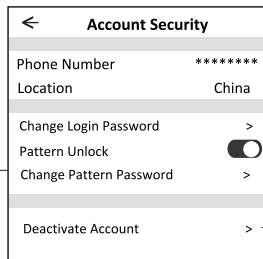 ← Account Security
Phone Number ********
Location China
Change Login Password >
Pattern Unlock
Change Pattern Password >
Deactivate Account >